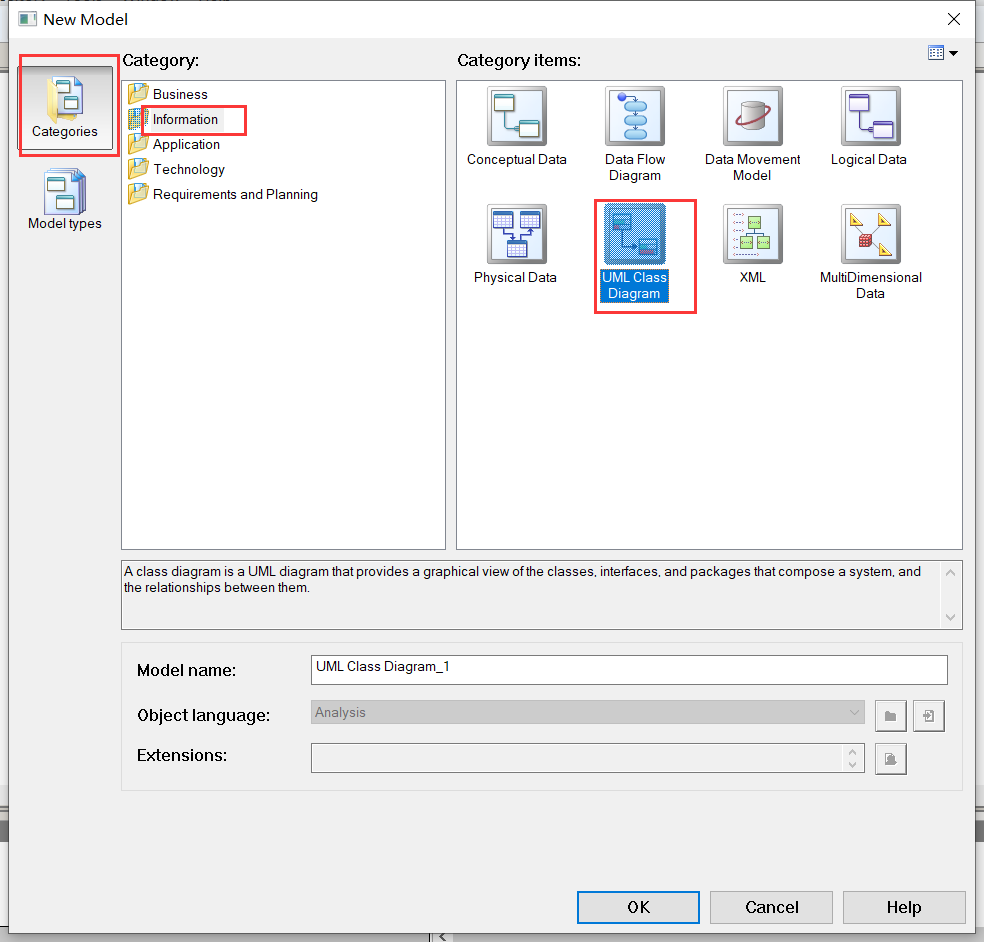 New Model
Category:
Category items:
Categories
Model types
Business
Information
Application
Technology
Requirements and Planning
Conceptual Data
Data Flow
Diagram
Data Movement
Model
Logical Data
Physical Data
UML Class
Diagram
XML
MultiDimensional
Data
A class diagram is a UML diagram that provides a graphical view of the classes, interfaces, and packages that compose a system, and
the relationships between them.
Model name:
UML Class Diagram_1
Object language:
Analysis
Extensions:
OK
Cancel
Help